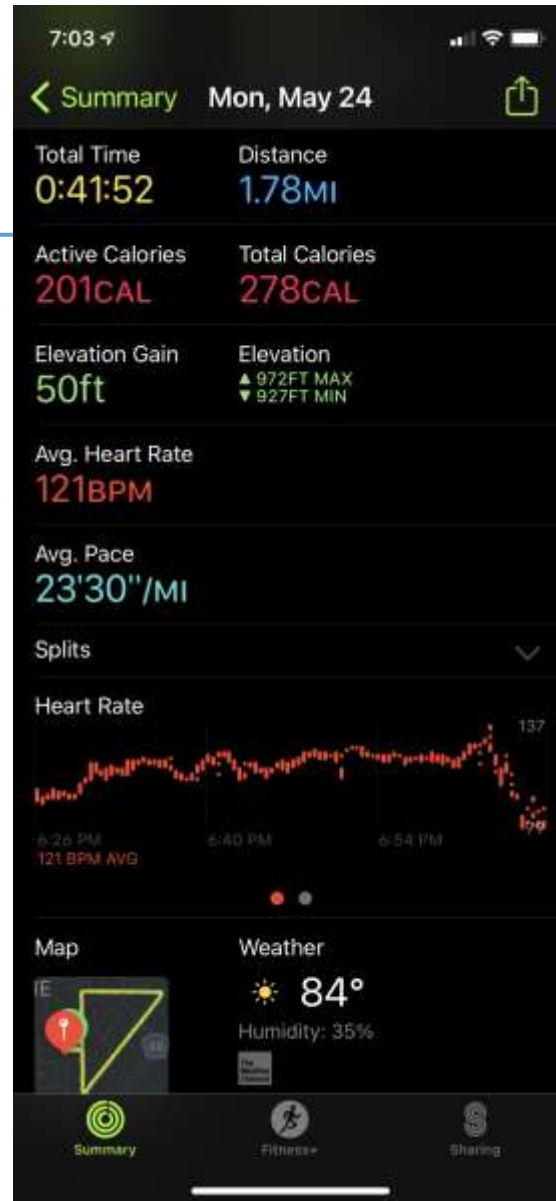 7:03
Summary Mon, May 24
Total Time Distance
0:41:52 1.78MI
Active Calories Total Calories
201CAL 278CAL
Elevation Gain Elevation
50ft ▲ 972FT MAX
▼ 927FT MIN
Avg. Heart Rate
121BPM
Avg. Pace
23'30"/MI
Splits
Heart Rate
137
6:26 PM 6:40 PM 6:54 PM
121 BPM AVG
Map Weather
84°
Humidity: 35%
The
Weather
Channel
Summary Fitness+ Sharing